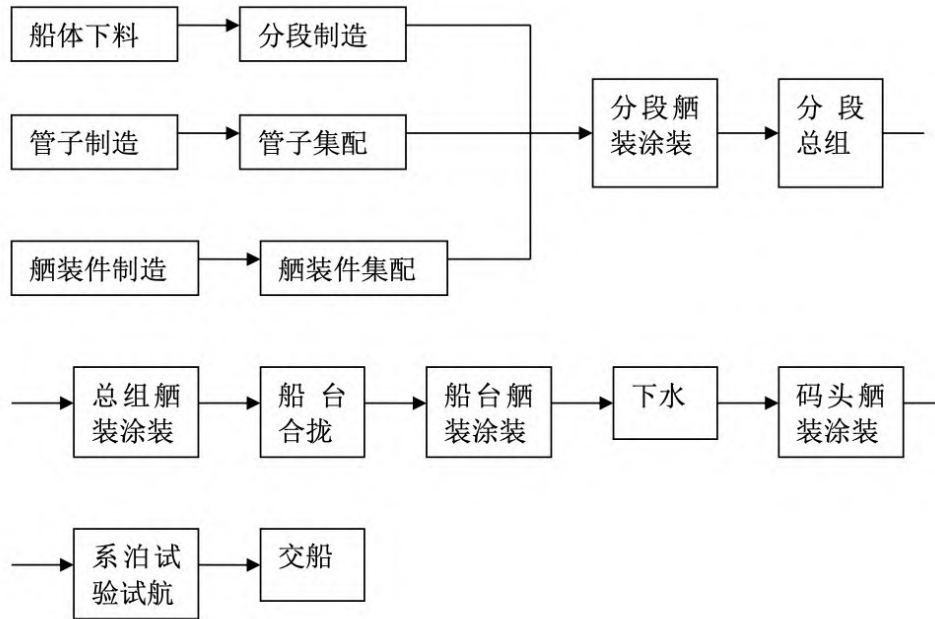 船体下料
分段制造
管子制造
管子集配
分段舾
装涂装
分段
总组
舾装件制造
舾装件集配
总组舾
装涂装
船台
合拢
船台舾
装涂装
下水
码头舾
装涂装
系泊试
验试航
交船